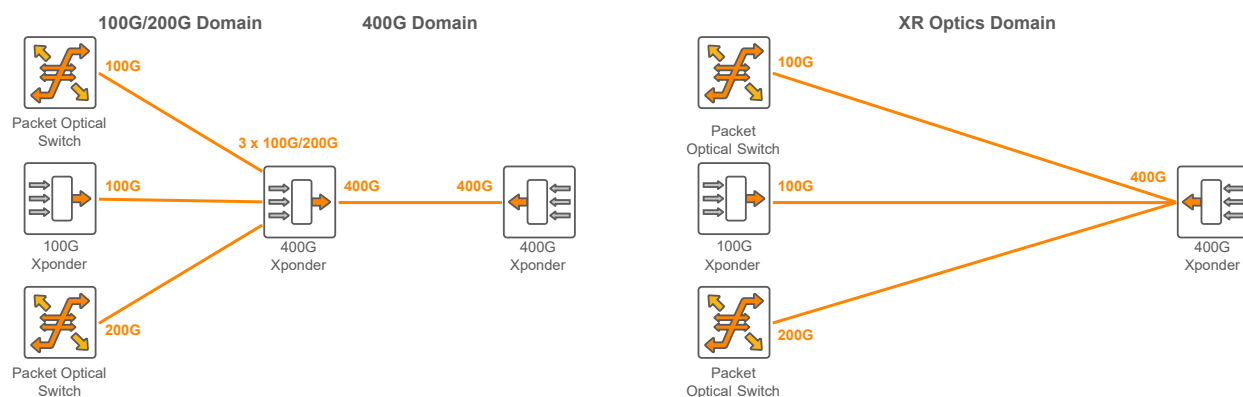 100G/200G Domain
400G Domain
100G
Packet Optical
Switch
3 x 100G/200G
100G
400G
400G
100G
Xponder
400G
Xponder
400G
Xponder
200G
Packet Optical
Switch
XR Optics Domain
100G
Packet
Optical Switch
100G
400G
100G
Xponder
400G
Xponder
200G
Packet
Optical Switch